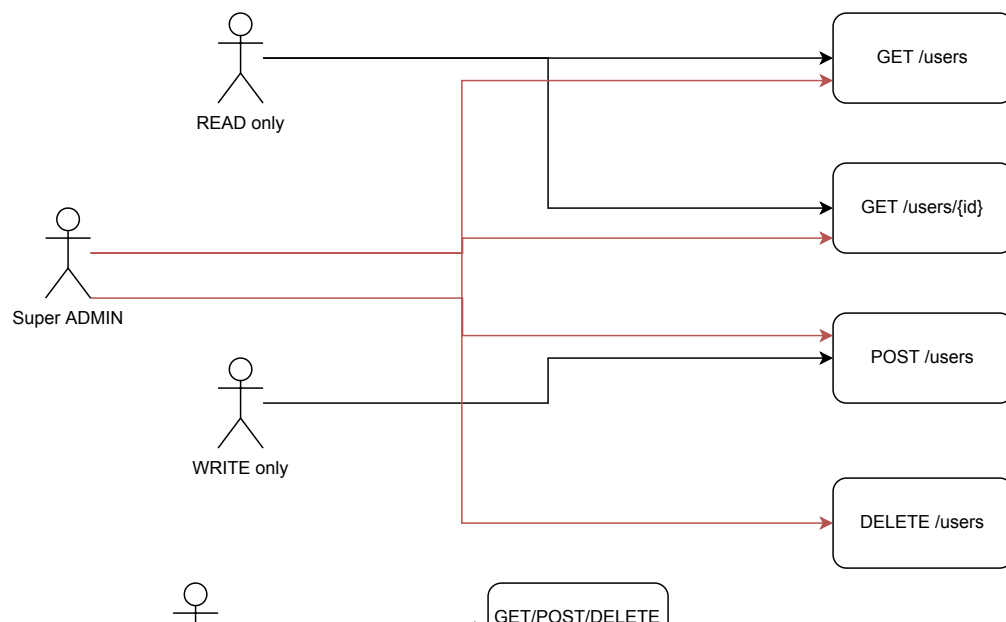 GET /users
READ only
GET /users/{id}
Super ADMIN
POST /users
WRITE only
DELETE /users
GET/POST/DELETE